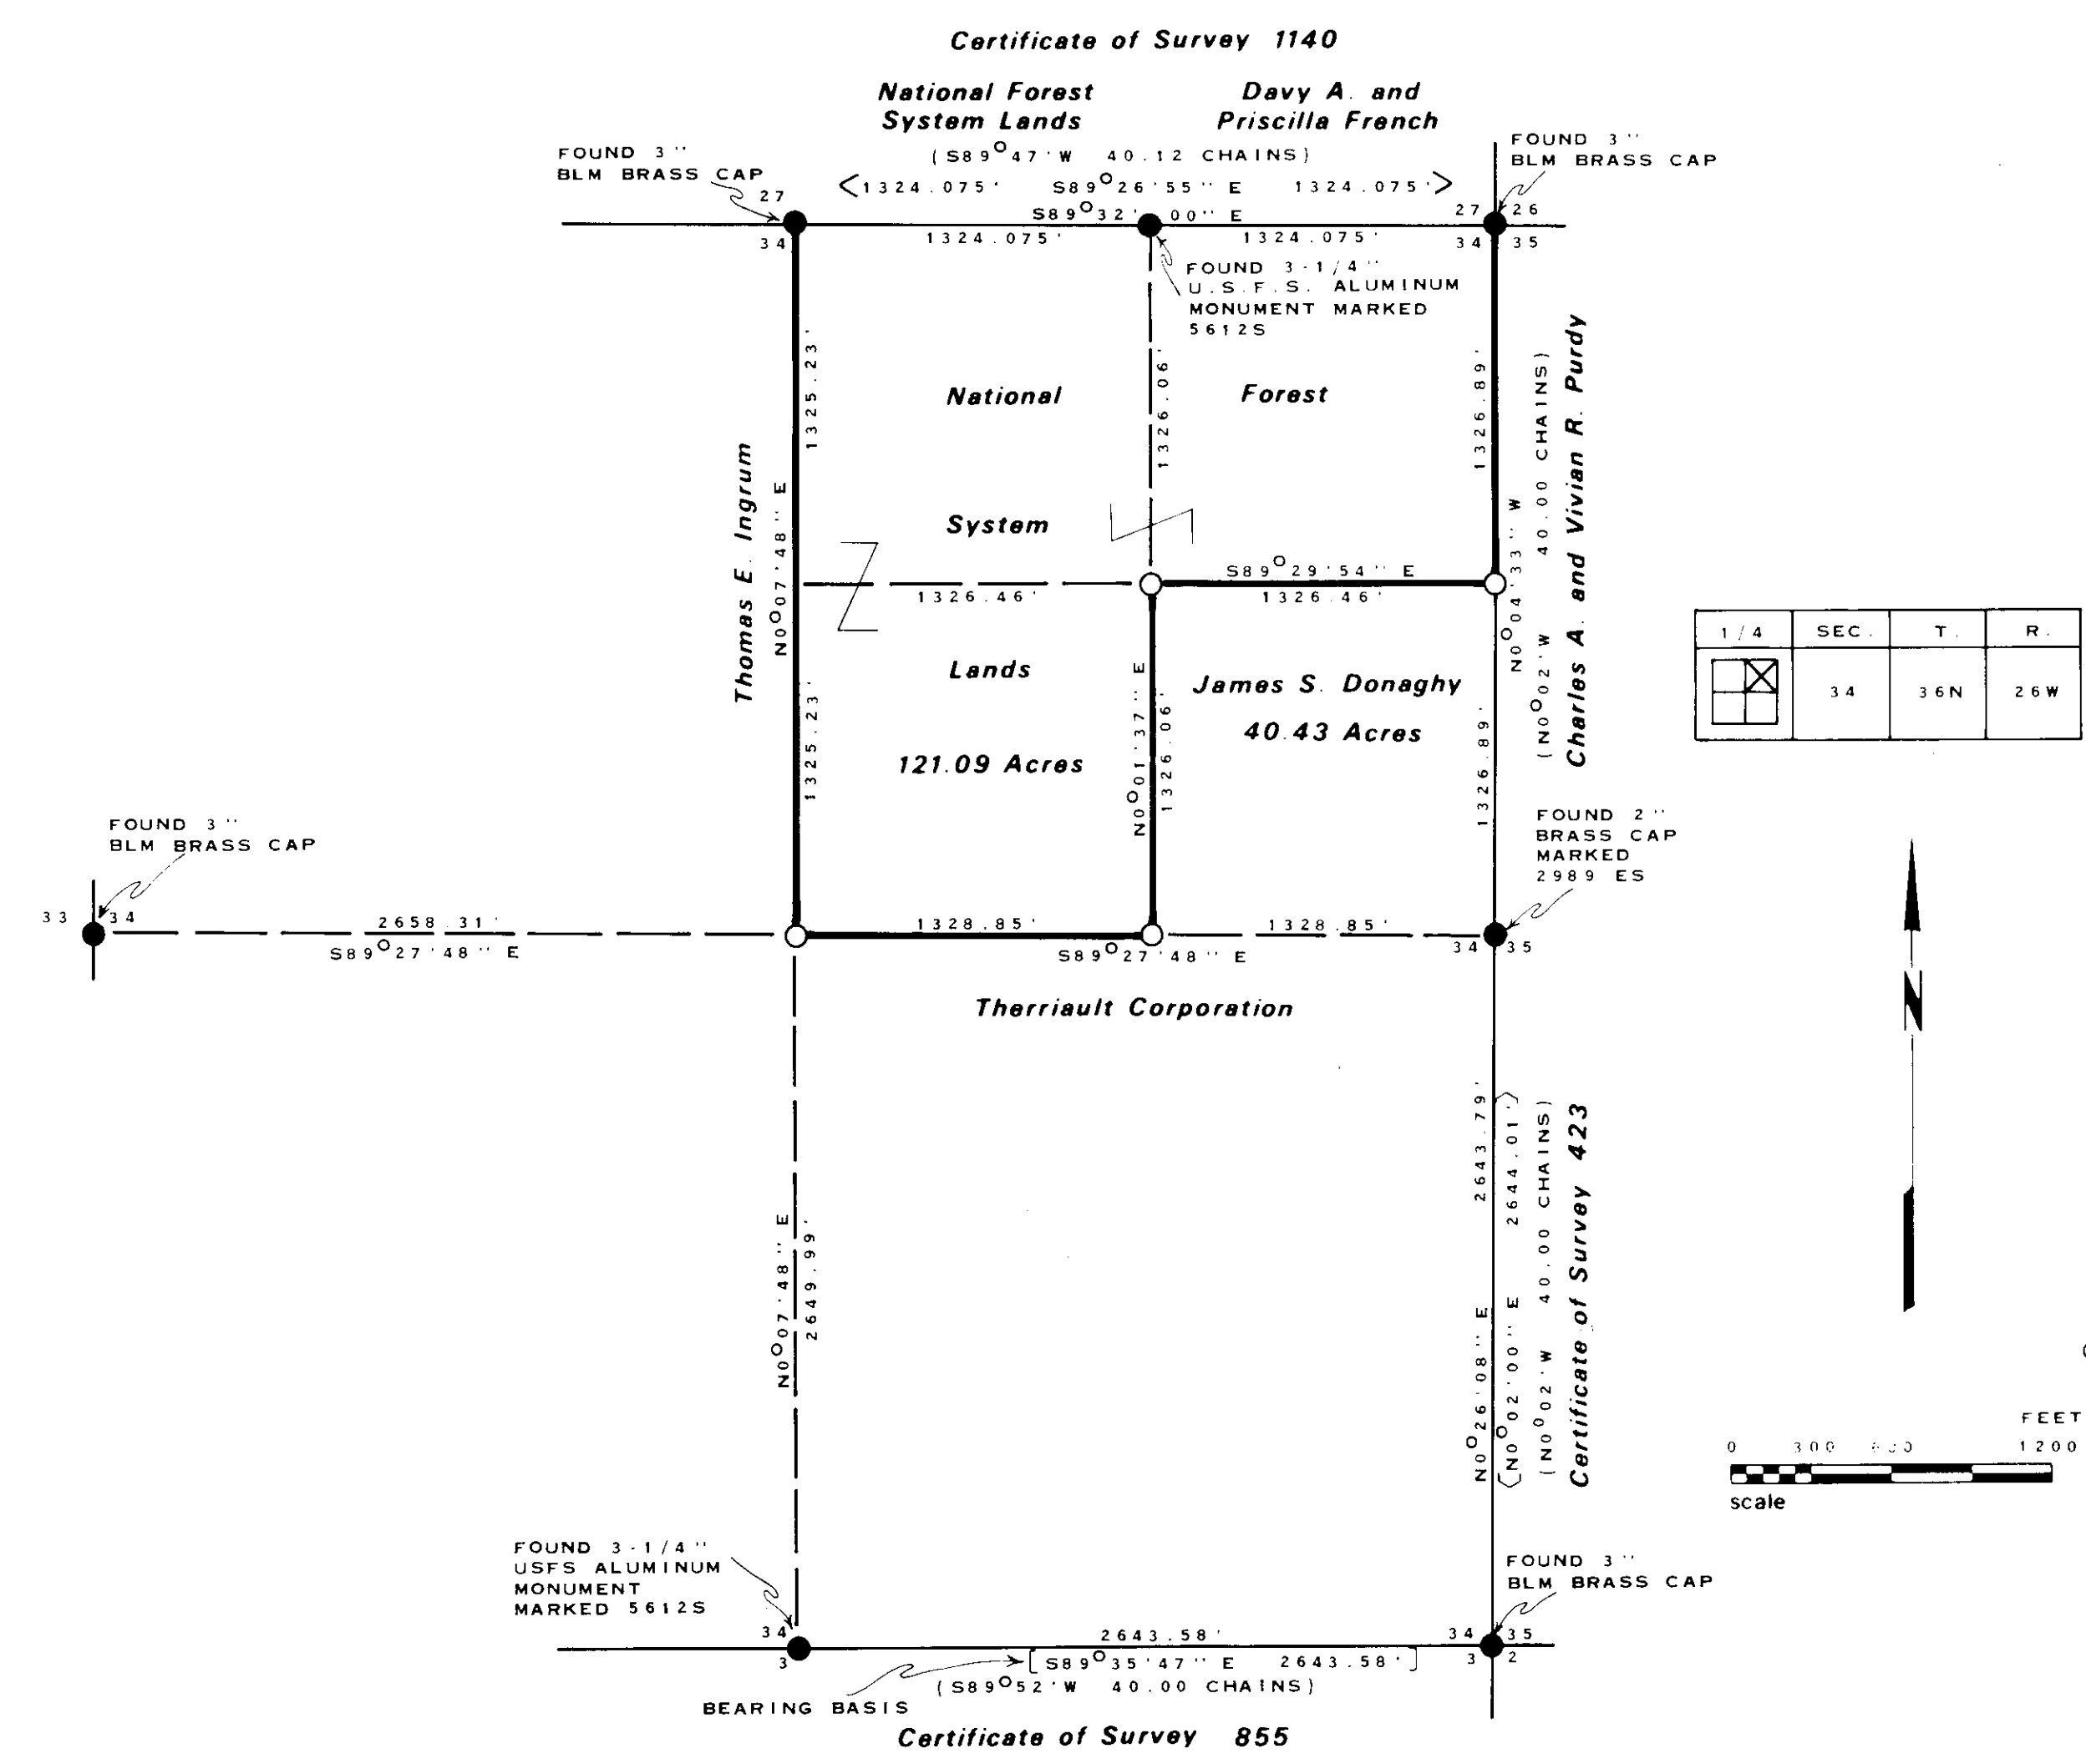 Certificate of Survey 1140
National Forest
System Lands
Davy A. and
Priscilla French
(S89°47'W 40.12 CHAINS)
<1324.075' S89°26'55"E 1324.075'>
S89°32'00"E
1324.075' 1324.075'
FOUND 3"
BLM BRASS CAP
27
34
FOUND 3"
BLM BRASS CAP
27 26
34 35
FOUND 3-1/4"
U.S.F.S. ALUMINUM
MONUMENT MARKED
5612S
1325.23'
1326.06'
1326.89'
National Forest
System
Lands
121.09 Acres
Thomas E. Ingrum
N0°07'48"E
1325.23'
1326.46'
S89°29'54"E
1326.46'
N0°01'37"E
1326.06'
James S. Donaghy
40.43 Acres
1326.89'
N0°04'33"W
(N0°02'W 40.00 CHAINS)
Charles A. and Vivian R. Purdy
1/4 SEC. T. R.
34 36N 26W
FOUND 3"
BLM BRASS CAP
33 34
2658.31'
S89°27'48"E
1328.85' 1328.85'
S89°27'48"E
FOUND 2"
BRASS CAP
MARKED
2989 ES
34 35
Therriault Corporation
N
N0°07'48"E
2649.99'
N0°26'08"E 2643.79'
N0°02'00"E 2644.01'
(N0°02'W 40.00 CHAINS)
Certificate of Survey 423
FEET
0 300 600 1200
scale
FOUND 3-1/4"
USFS ALUMINUM
MONUMENT
MARKED 5612S
34
3
FOUND 3"
BLM BRASS CAP
34 35
3 2
2643.58'
[S89°35'47"E 2643.58']
(S89°52'W 40.00 CHAINS)
BEARING BASIS
Certificate of Survey 855